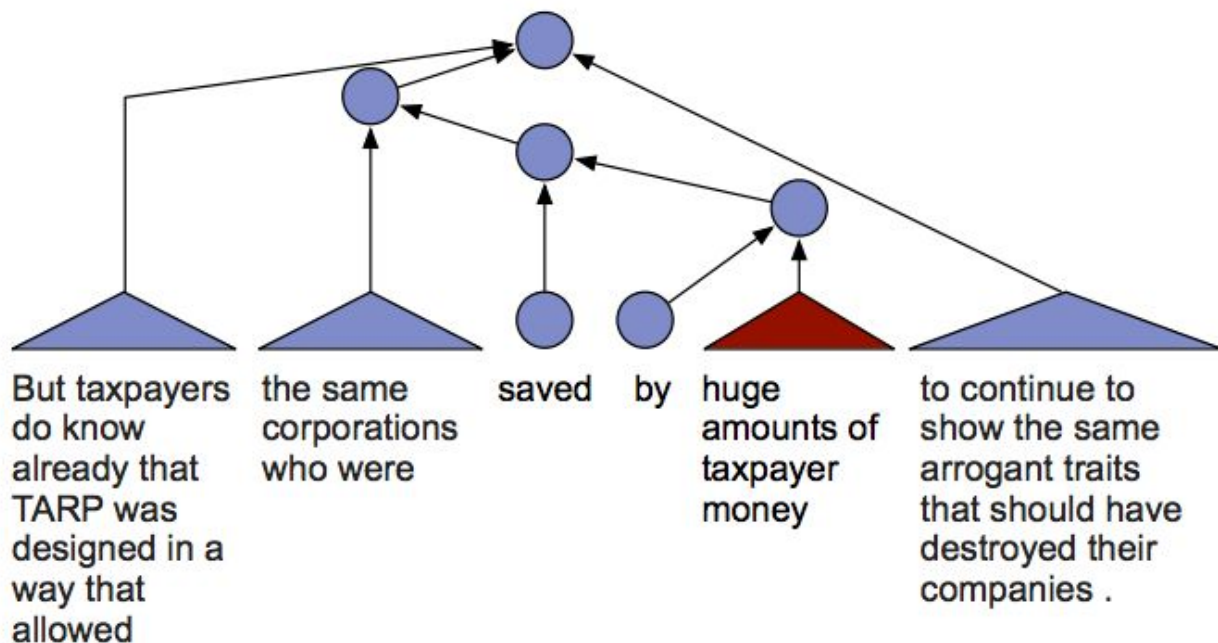 But taxpayers
do know
already that
TARP was
designed in a
way that
allowed
the same
corporations
who were
saved
by
huge
amounts of
taxpayer
money
to continue to
show the same
arrogant traits
that should have
destroyed their
companies .